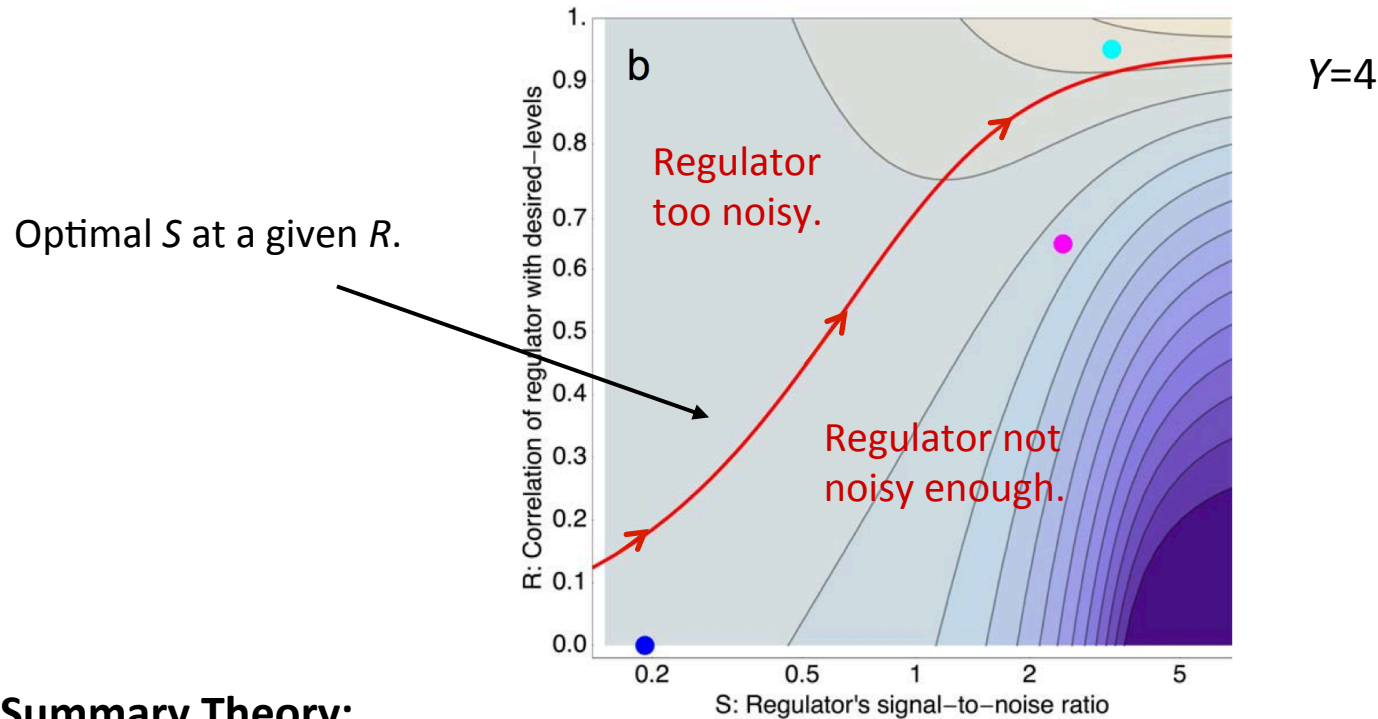 b
Y=4
Regulator
too noisy.
Optimal S at a given R.
Regulator not
noisy enough.
R: Correlation of regulator with desired-levels
1.
0.9
0.8
0.7
0.6
0.5
0.4
0.3
0.2
0.1
0.0
0.2 0.5 1 2 5
S: Regulator's signal-to-noise ratio
Summary Theory: